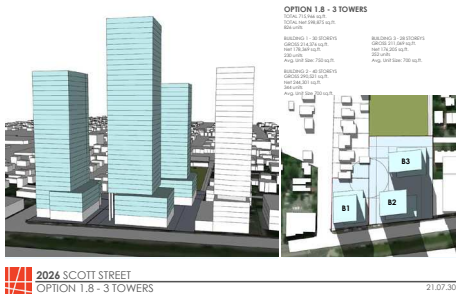 OPTION 1.8 - 3 TOWERS
TOTAL 715,966 sq.ft.
TOTAL Net 598,875 sq.ft.
826 units
BUILDING 1 - 30 STOREYS
GROSS 214,376 sq.ft.
Net 178,369 sq.ft.
230 units
Avg. Unit Size: 750 sq.ft.
BUILDING 2 - 40 STOREYS
GROSS 290,521 sq.ft.
Net 244,301 sq.ft.
344 units
Avg. Unit Size 700 sq.ft.
BUILDING 3 - 28 STOREYS
GROSS 211,069 sq.ft.
Net 176,205 sq.ft.
252 units
Avg. Unit Size: 700 sq.ft.
B3
B1
B2
2026 SCOTT STREET
OPTION 1.8 - 3 TOWERS
21.07.30